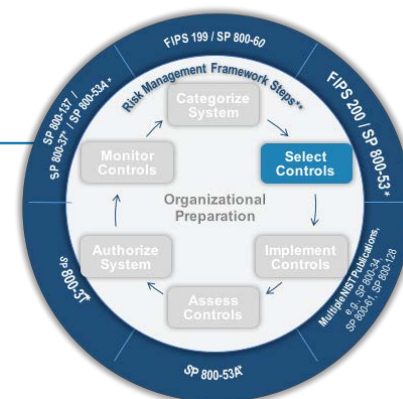 FIPS 199 / SP 800-60
Risk Management Framework Steps**
Categorize
System
FIPS 200 / SP 800-53*
Select
Controls
Multiple NIST Publications,
e.g., SP 800-34,
SP 800-61, SP 800-128
Implement
Controls
SP 800-53A*
Assess
Controls
SP 800-37*
Authorize
System
SP 800-137 /
SP 800-37* / SP 800-53A*
Monitor
Controls
Organizational
Preparation